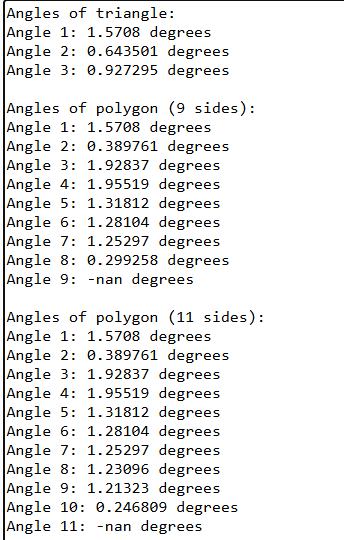 Angles of triangle:
Angle 1: 1.5708 degrees
Angle 2: 0.643501 degrees
Angle 3: 0.927295 degrees

Angles of polygon (9 sides):
Angle 1: 1.5708 degrees
Angle 2: 0.389761 degrees
Angle 3: 1.92837 degrees
Angle 4: 1.95519 degrees
Angle 5: 1.31812 degrees
Angle 6: 1.28104 degrees
Angle 7: 1.25297 degrees
Angle 8: 0.299258 degrees
Angle 9: -nan degrees

Angles of polygon (11 sides):
Angle 1: 1.5708 degrees
Angle 2: 0.389761 degrees
Angle 3: 1.92837 degrees
Angle 4: 1.95519 degrees
Angle 5: 1.31812 degrees
Angle 6: 1.28104 degrees
Angle 7: 1.25297 degrees
Angle 8: 1.23096 degrees
Angle 9: 1.21323 degrees
Angle 10: 0.246809 degrees
Angle 11: -nan degrees